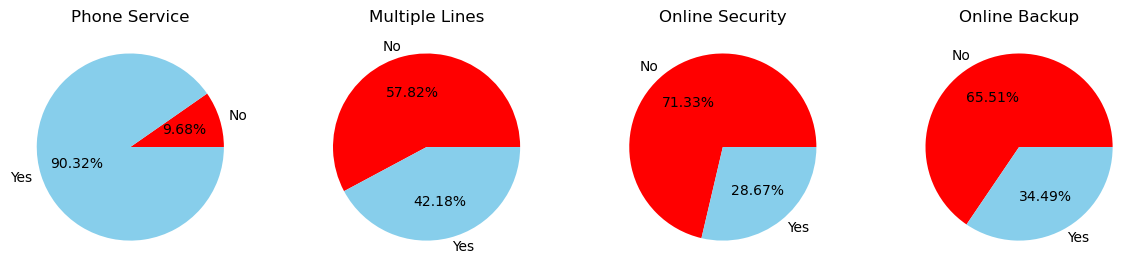 Phone Service
No
9.68%
90.32%
Yes
Multiple Lines
No
57.82%
42.18%
Yes
Online Security
No
71.33%
28.67%
Yes
Online Backup
No
65.51%
34.49%
Yes